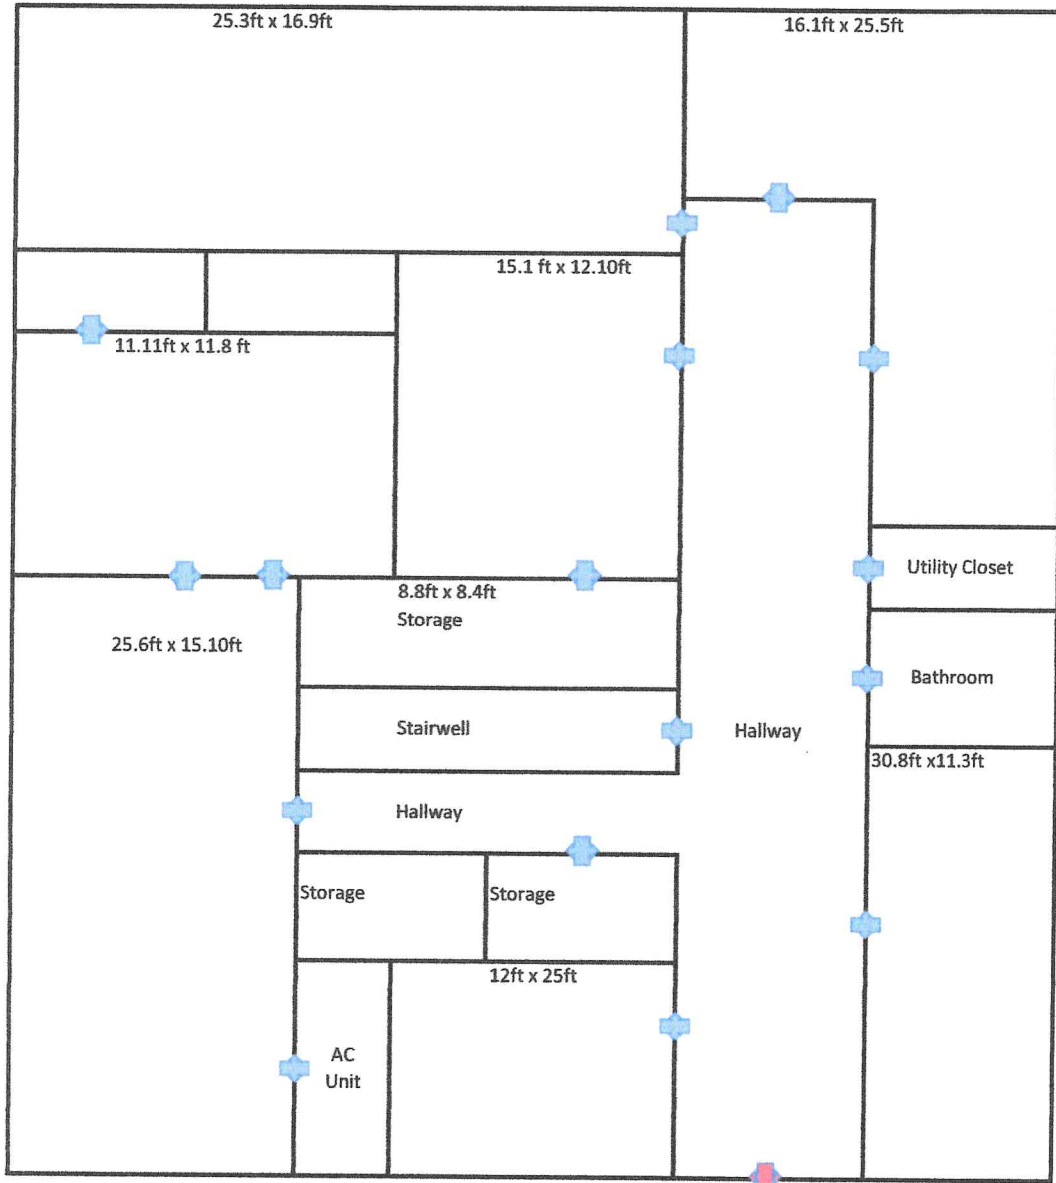 25.3ft x 16.9ft
16.1ft x 25.5ft
15.1 ft x 12.10ft
11.11ft x 11.8 ft
8.8ft x 8.4ft
Storage
Utility Closet
25.6ft x 15.10ft
Bathroom
Stairwell
Hallway
30.8ft x11.3ft
Hallway
Storage
Storage
12ft x 25ft
AC
Unit